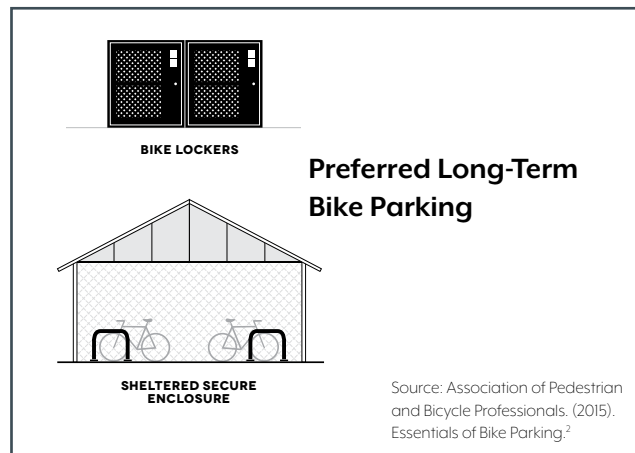 BIKE LOCKERS
Preferred Long-Term
Bike Parking
SHELTERED SECURE
ENCLOSURE
Source: Association of Pedestrian
and Bicycle Professionals. (2015).
Essentials of Bike Parking.²